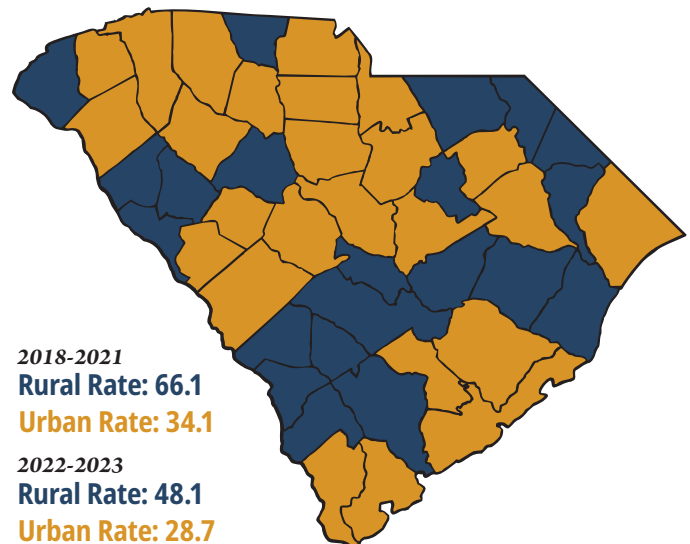 2018-2021
Rural Rate: 66.1
Urban Rate: 34.1
2022-2023
Rural Rate: 48.1
Urban Rate: 28.7